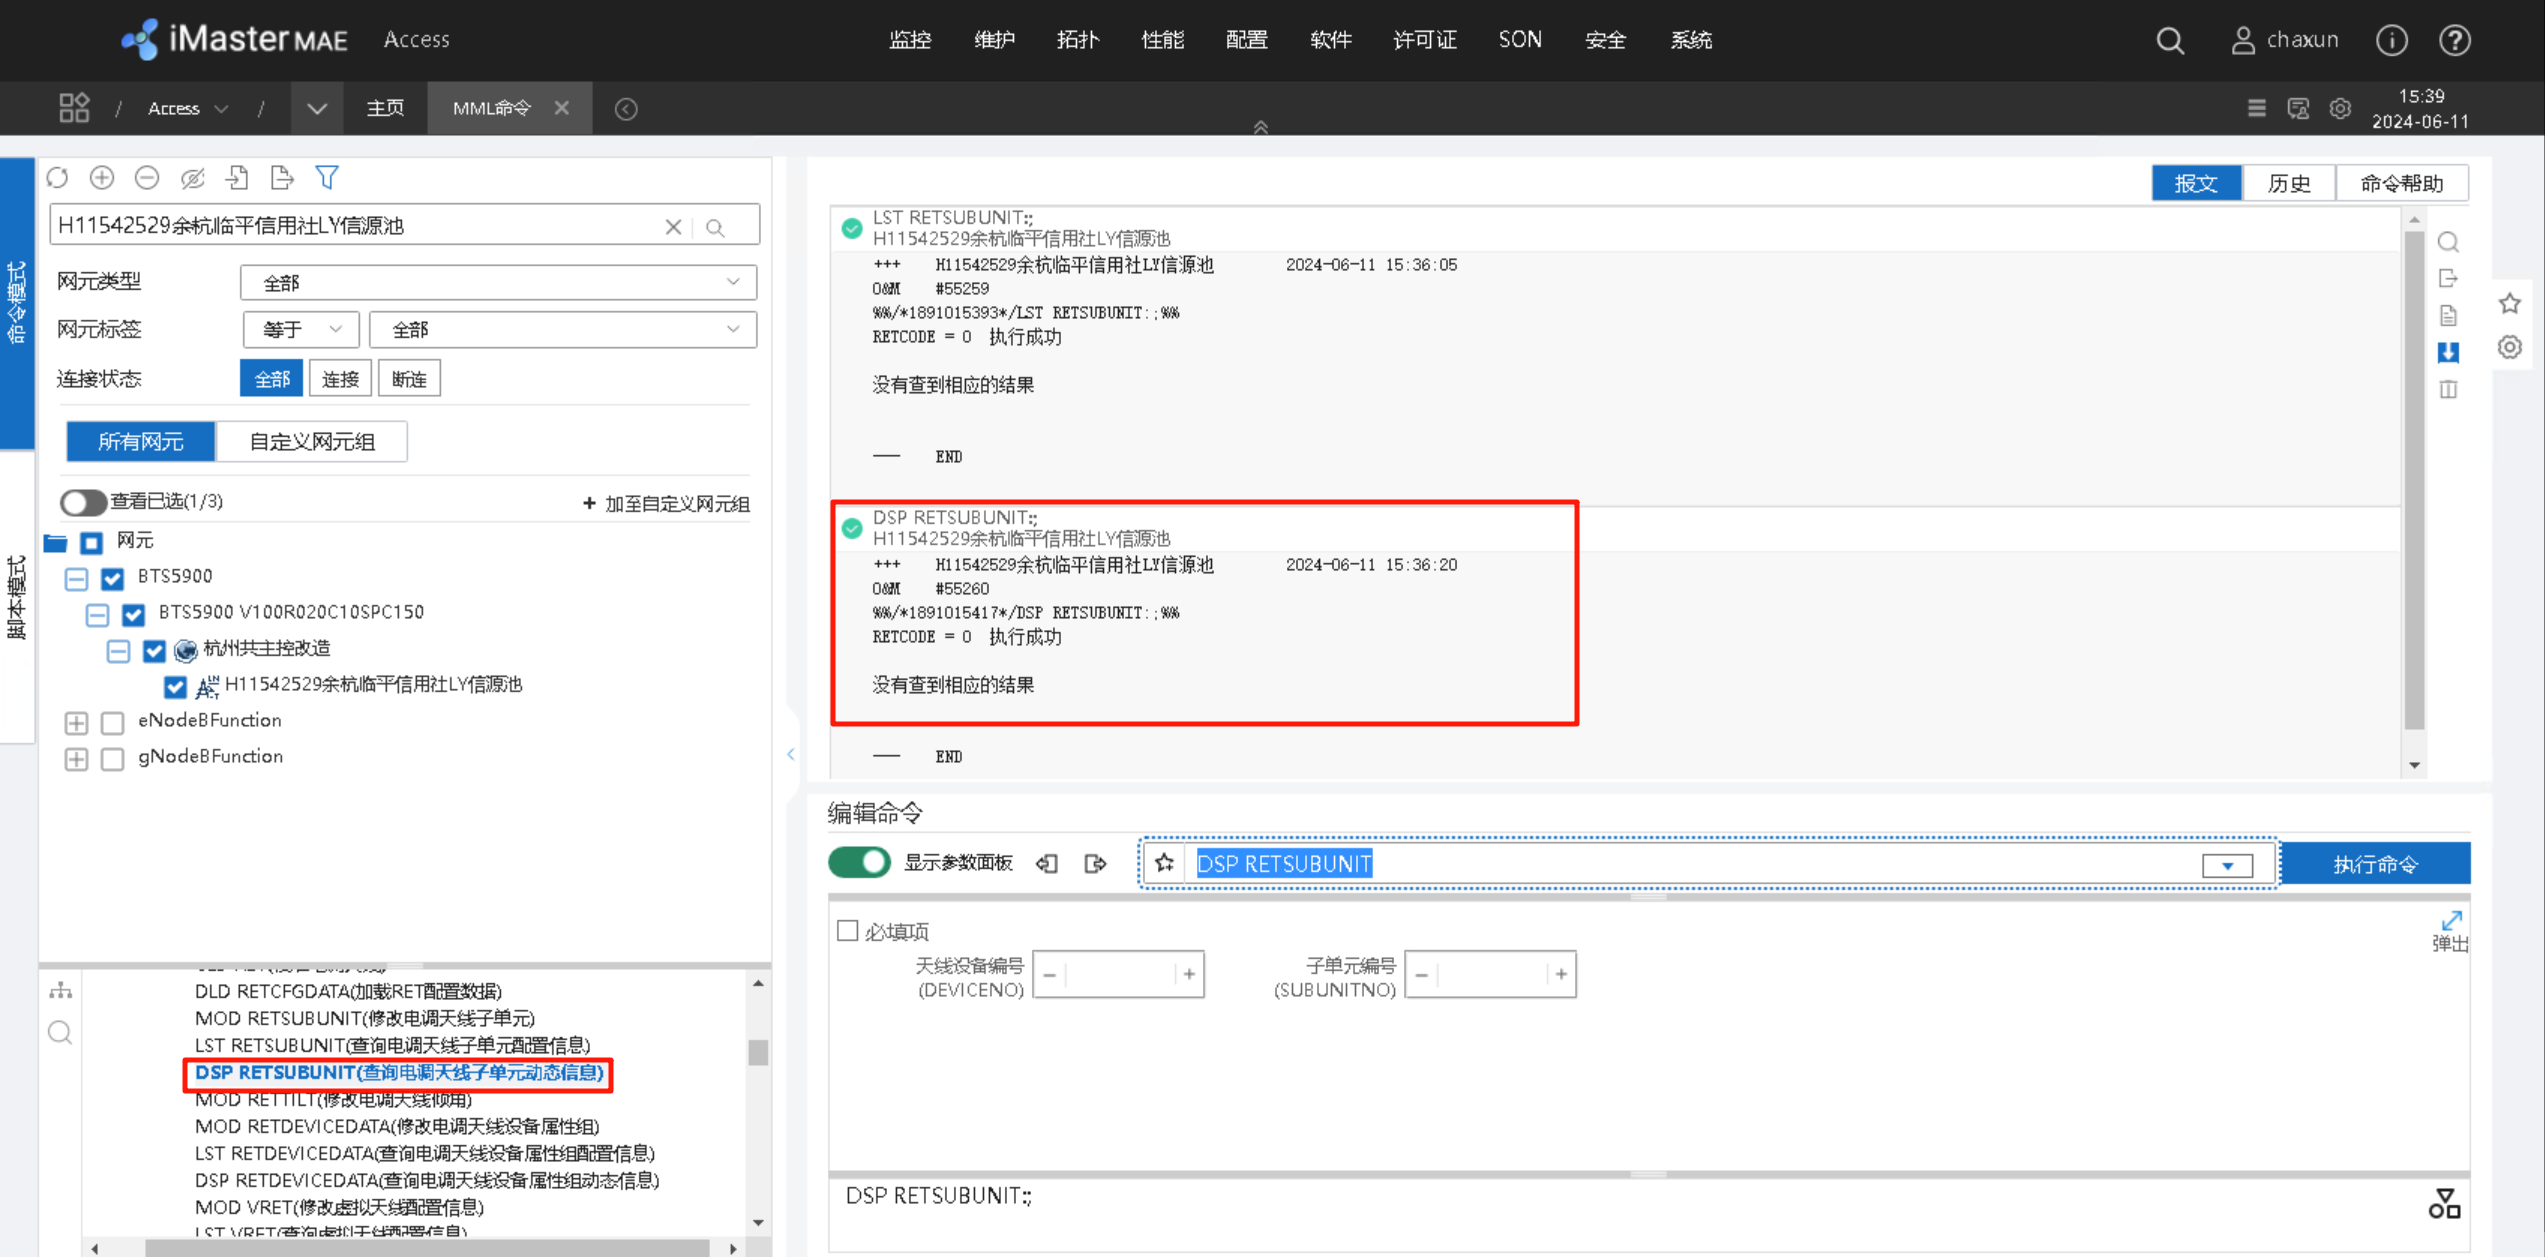 iMaster MAE Access 监控 维护 拓扑 性能 配置 软件 许可证 SON 安全 系统 chaxun
/ Access / 主页 MML命令
15:39
2024-06-11
命令模式
脚本模式
H11542529余杭临平信用社LY信源池
网元类型 全部
网元标签 等于 全部
连接状态 全部 连接 断连
所有网元 自定义网元组
查看已选(1/3) + 加至自定义网元组
网元
BTS5900
BTS5900 V100R020C10SPC150
杭州共主控改造
H11542529余杭临平信用社LY信源池
eNodeBFunction
gNodeBFunction
DLD RETCFGDATA(加载RET配置数据)
MOD RETSUBUNIT(修改电调天线子单元)
LST RETSUBUNIT(查询电调天线子单元配置信息)
DSP RETSUBUNIT(查询电调天线子单元动态信息)
MOD RETTILT(修改电调天线倾角)
MOD RETDEVICEDATA(修改电调天线设备属性组)
LST RETDEVICEDATA(查询电调天线设备属性组配置信息)
DSP RETDEVICEDATA(查询电调天线设备属性组动态信息)
MOD VRET(修改虚拟天线配置信息)
LST VRET(查询虚拟天线配置信息)
报文 历史 命令帮助
LST RETSUBUNIT:;
H11542529余杭临平信用社LY信源池
+++ H11542529余杭临平信用社LY信源池 2024-06-11 15:36:05
O&M #55259
%%/*1891015393*/LST RETSUBUNIT:;%%
RETCODE = 0 执行成功
没有查到相应的结果
--- END
DSP RETSUBUNIT:;
H11542529余杭临平信用社LY信源池
+++ H11542529余杭临平信用社LY信源池 2024-06-11 15:36:20
O&M #55260
%%/*1891015417*/DSP RETSUBUNIT:;%%
RETCODE = 0 执行成功
没有查到相应的结果
--- END
编辑命令
显示参数面板 DSP RETSUBUNIT 执行命令
必填项
弹出
天线设备编号 子单元编号
(DEVICENO) (SUBUNITNO)
DSP RETSUBUNIT:;